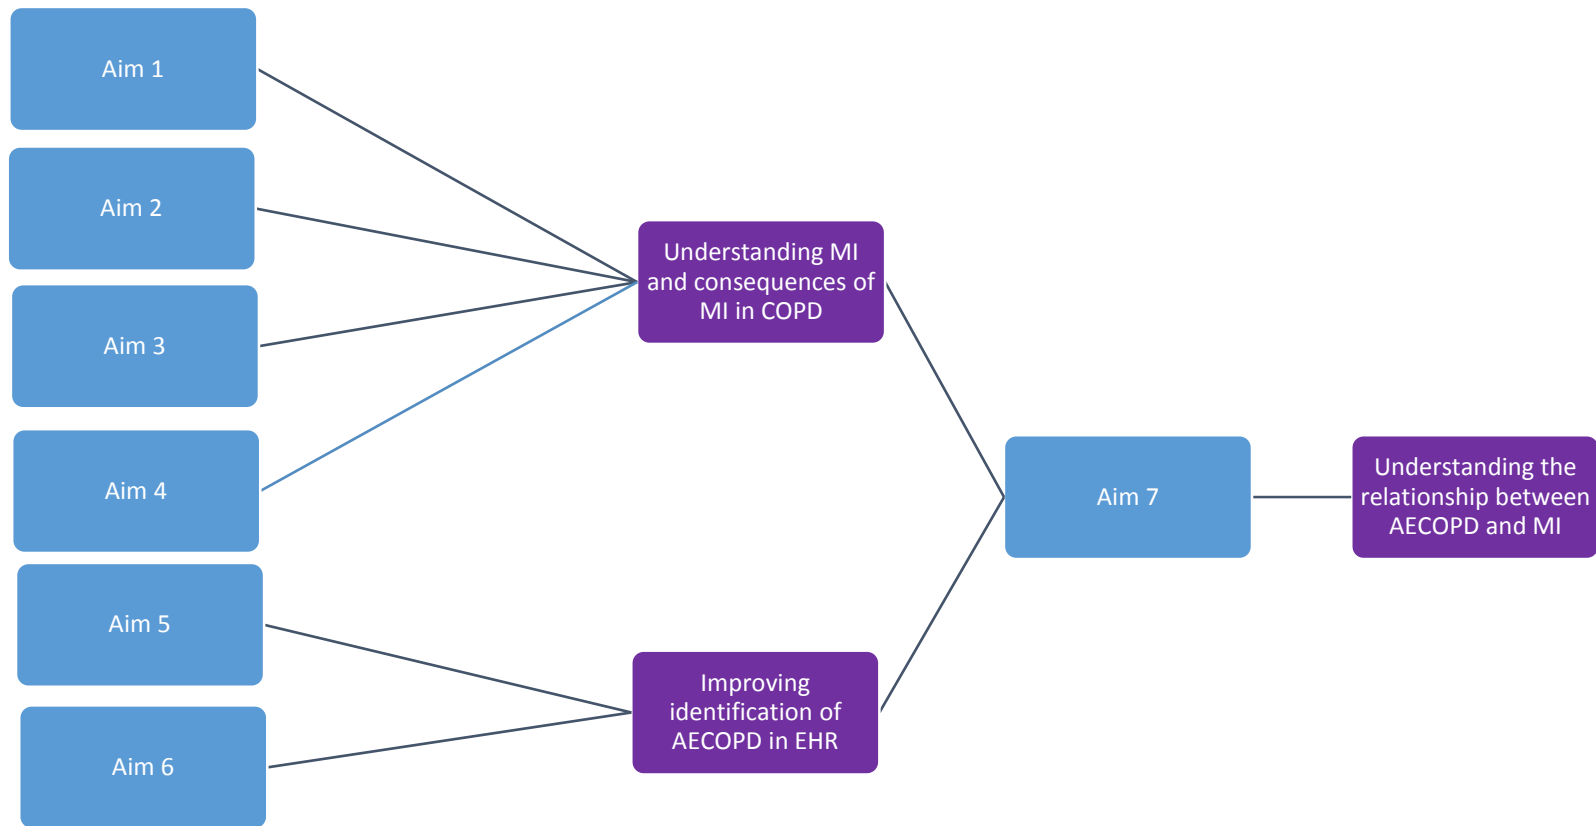 Aim 1
Aim 2
Aim 3
Aim 4
Aim 5
Aim 6
Understanding MI
and consequences of
MI in COPD
Improving
identification of
AECOPD in EHR
Aim 7
Understanding the
relationship between
AECOPD and MI